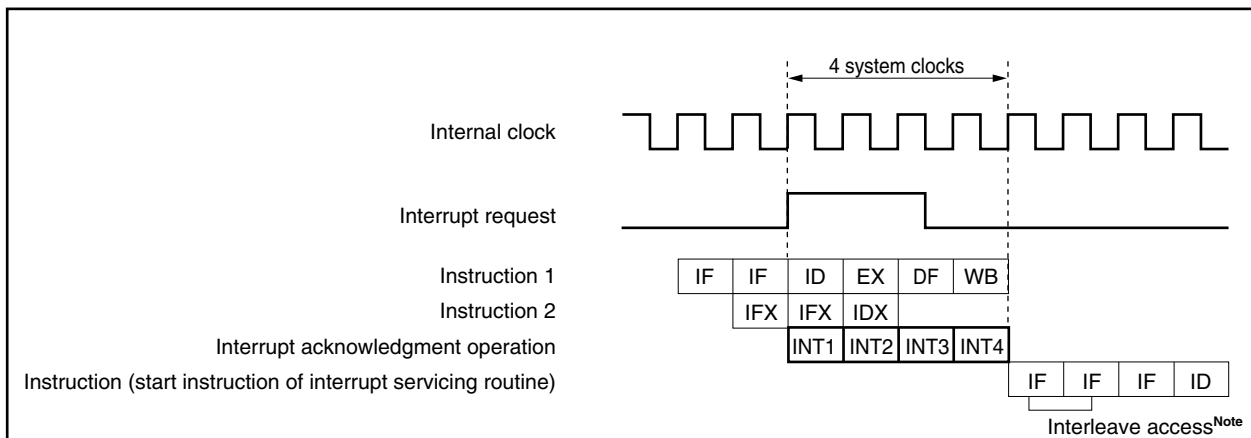 4 system clocks
Internal clock
Interrupt request
Instruction 1 IF IF ID EX DF WB
Instruction 2 IFX IFX IDX
Interrupt acknowledgment operation INT1 INT2 INT3 INT4
Instruction (start instruction of interrupt servicing routine) IF IF IF ID
Interleave accessNote